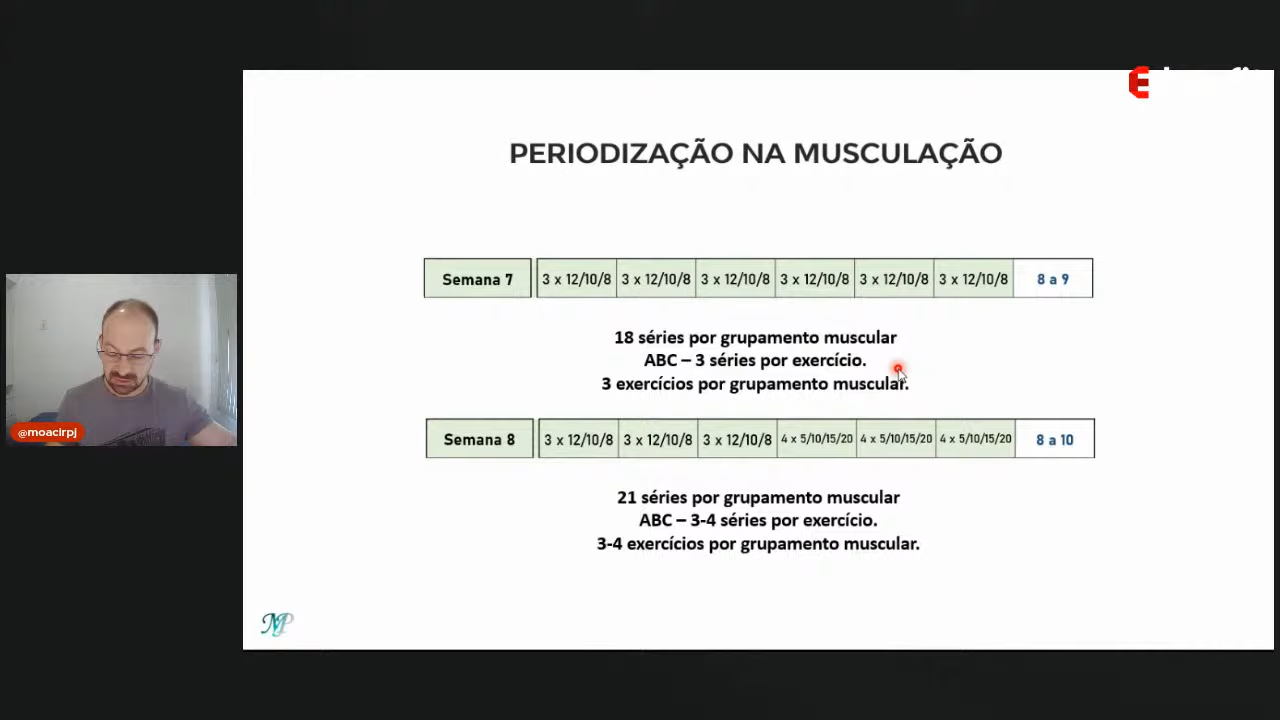 PERIODIZAÇÃO NA MUSCULAÇÃO
Semana 7 3 x 12/10/8 3 x 12/10/8 3 x 12/10/8 3 x 12/10/8 3 x 12/10/8 3 x 12/10/8 8 a 9
18 séries por grupamento muscular
ABC – 3 séries por exercício.
3 exercícios por grupamento muscular.
@moacirpj
Semana 8 3 x 12/10/8 3 x 12/10/8 3 x 12/10/8 4 x 5/10/15/20 4 x 5/10/15/20 4 x 5/10/15/20 8 a 10
21 séries por grupamento muscular
ABC – 3-4 séries por exercício.
3-4 exercícios por grupamento muscular.
MP